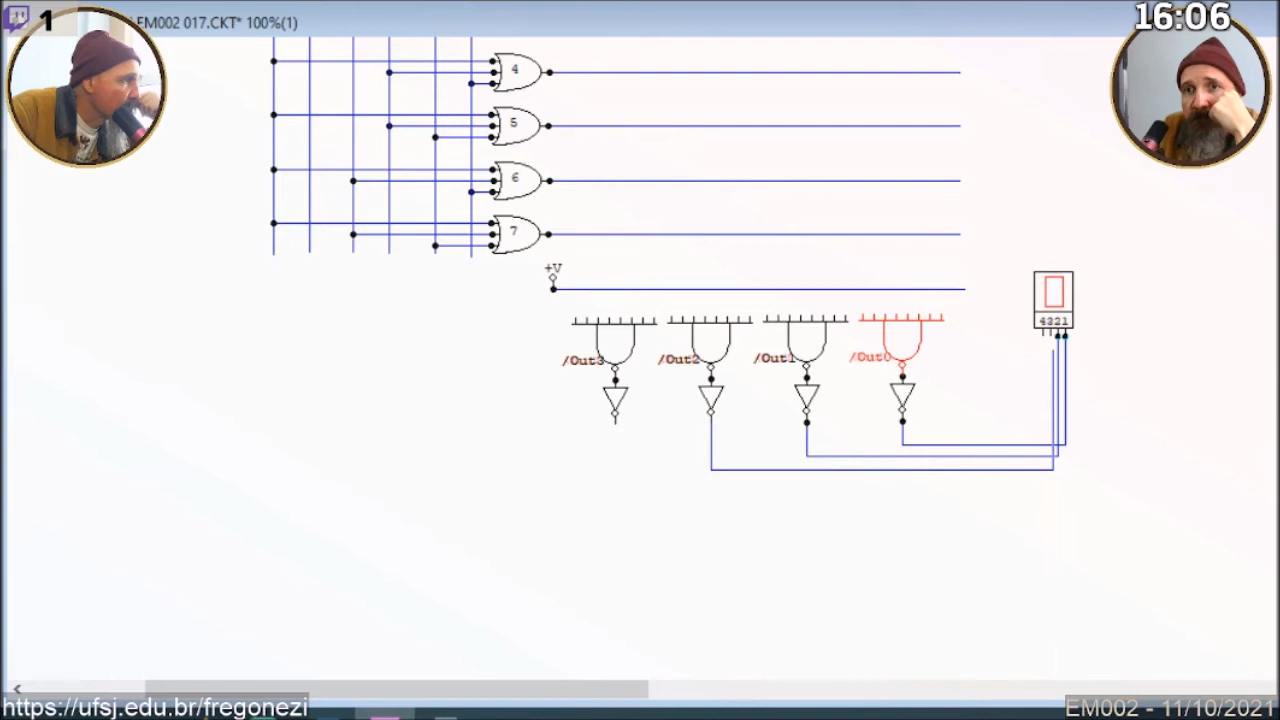 1
EM002 017.CKT* 100%(1)
16:06
4
5
6
7
+V
4321
/Out3
/Out2
/Out1
/Out0
https://ufsj.edu.br/fregonezi
EM002 - 11/10/2021